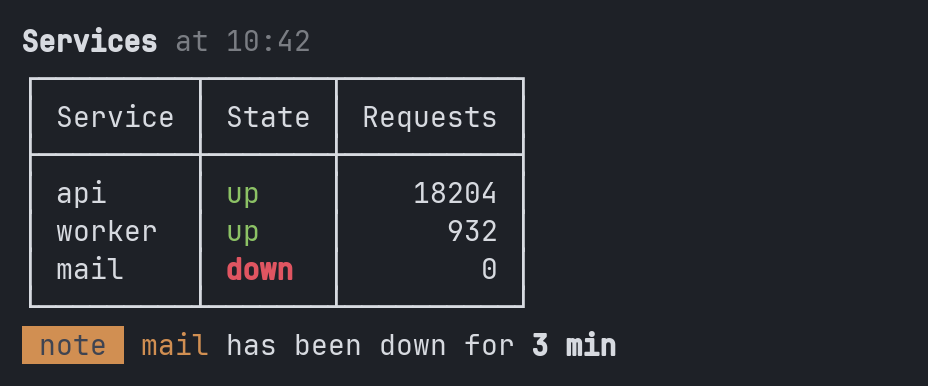 Services at 10:42
Service State Requests
api up 18204
worker up 932
mail down 0
note mail has been down for 3 min